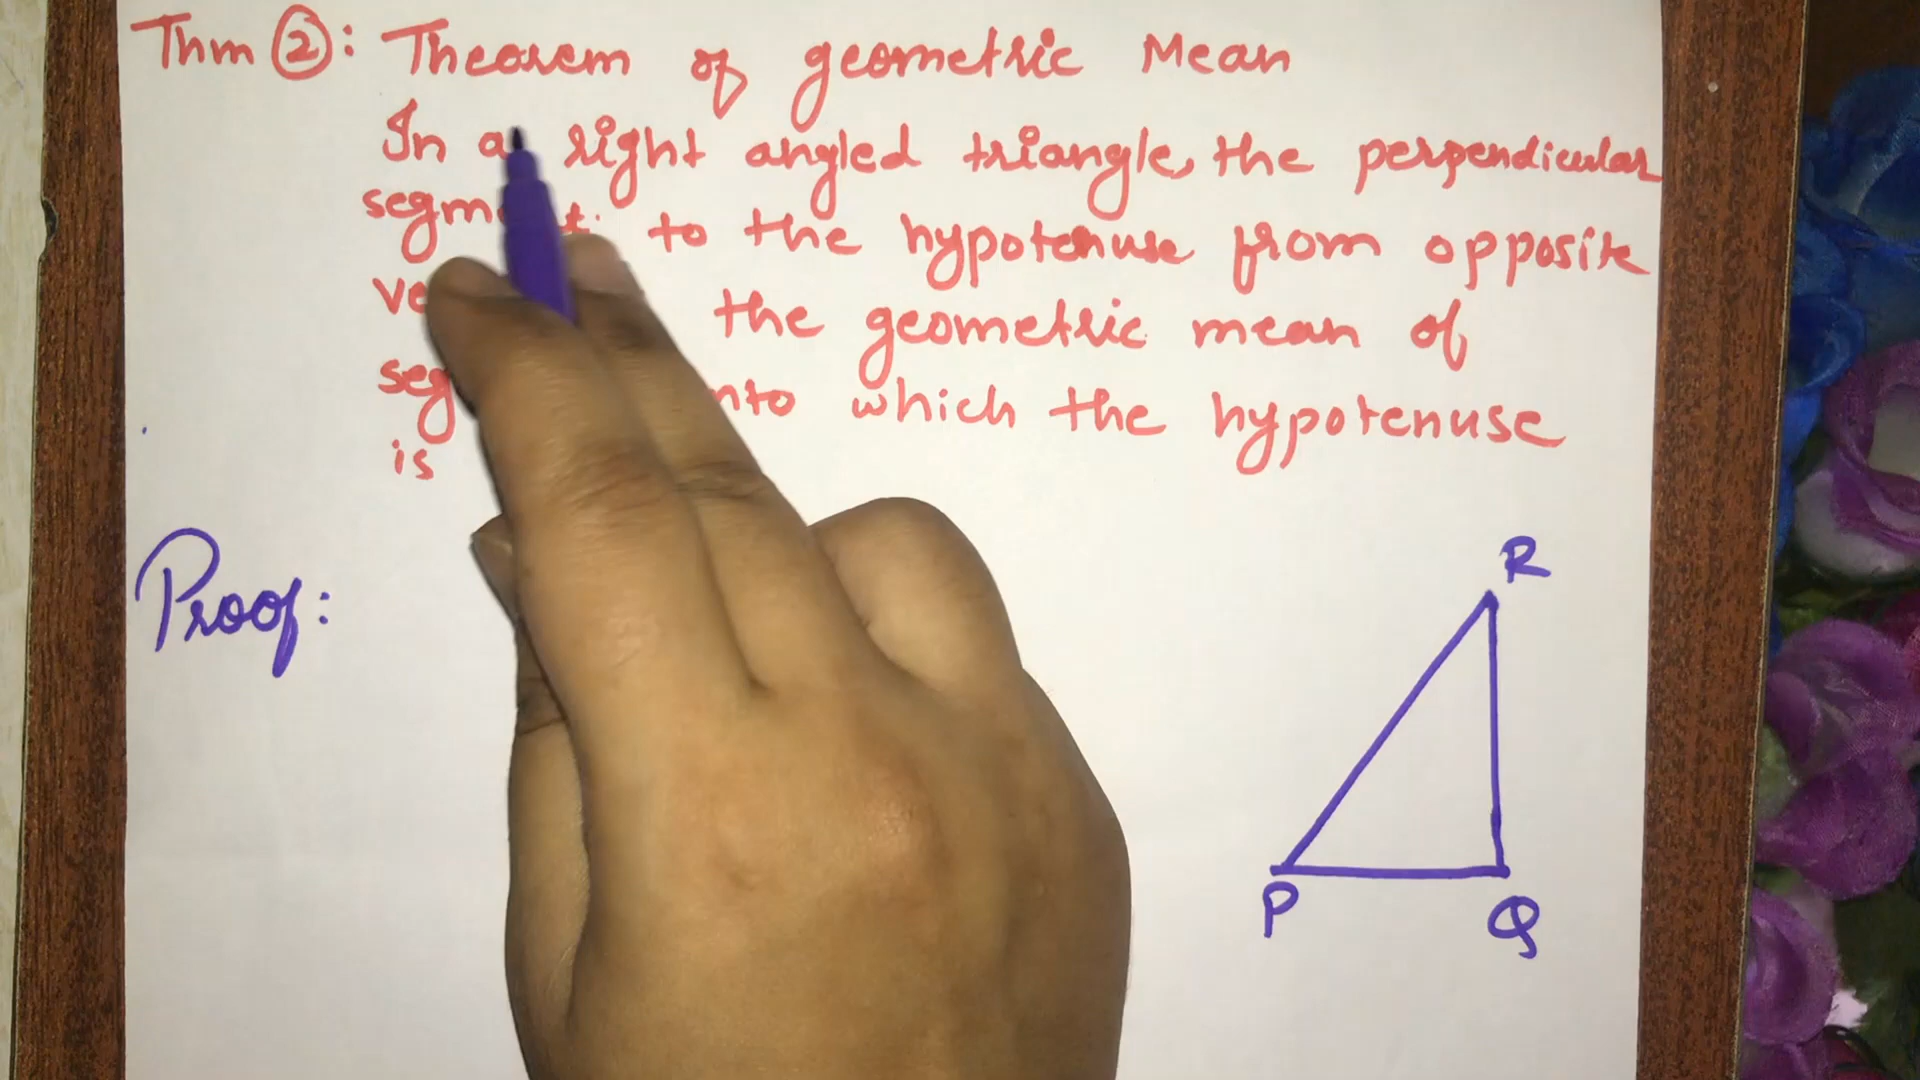 Thm ②: Theorem of geometric Mean
In a right angled triangle, the perpendicular
to the hypotenuse from opposite
the geometric mean of
which the hypotenuse
is
Proof:
R
P
Q